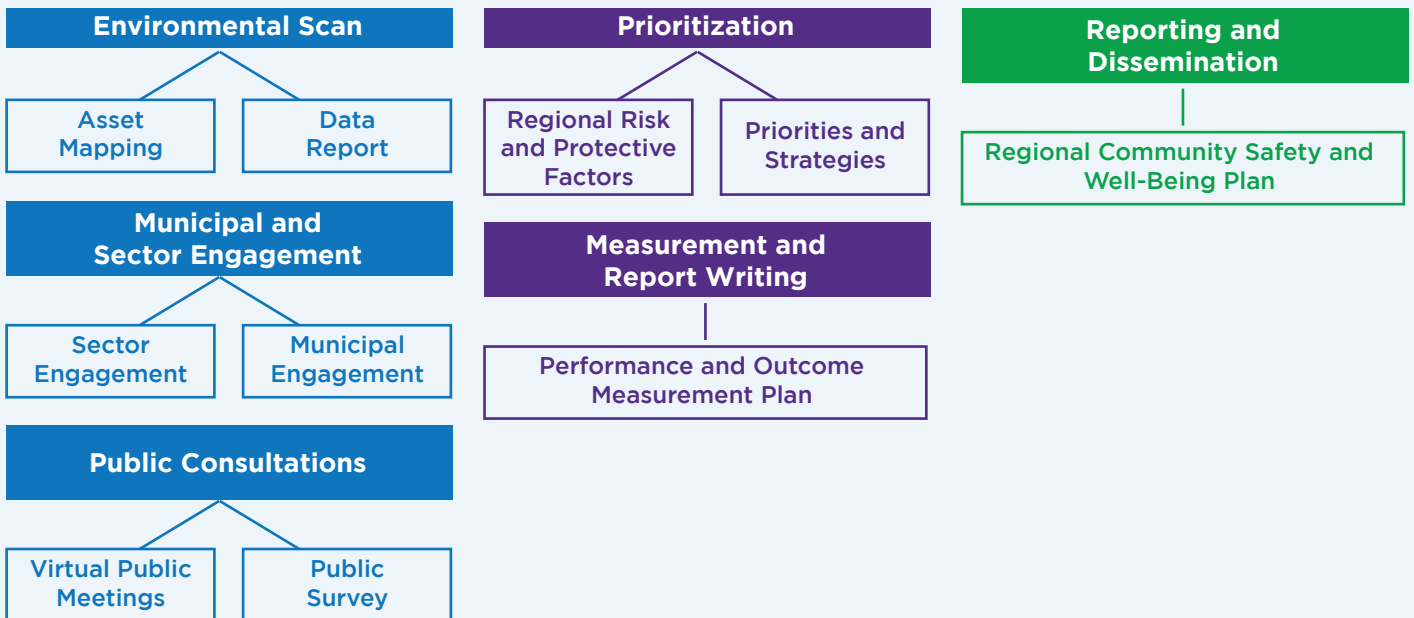 Environmental Scan
Asset
Mapping
Data
Report
Municipal and
Sector Engagement
Sector
Engagement
Municipal
Engagement
Public Consultations
Virtual Public
Meetings
Public
Survey
Prioritization
Regional Risk
and Protective
Factors
Priorities and
Strategies
Measurement and
Report Writing
Performance and Outcome
Measurement Plan
Reporting and
Dissemination
Regional Community Safety and
Well-Being Plan